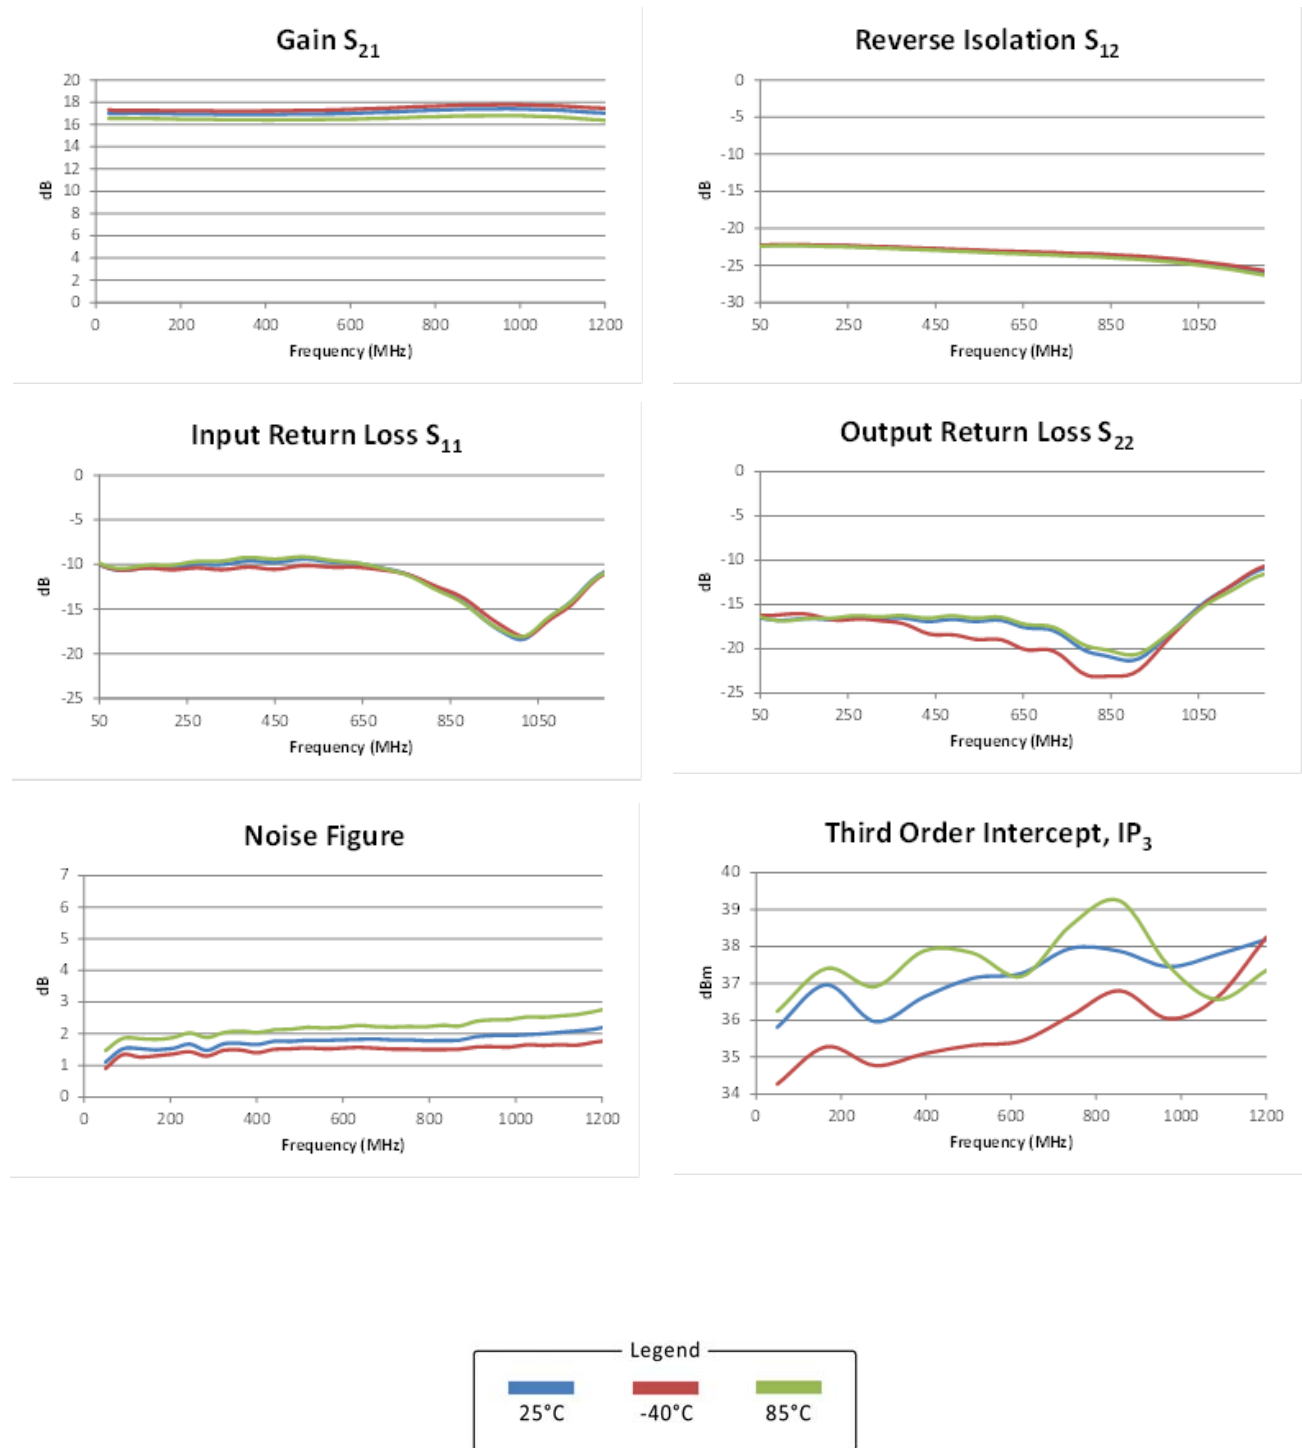 Gain S21
20
18
16
14
12
10
8
6
4
2
0
dB
0 200 400 600 800 1000 1200
Frequency (MHz)
Reverse Isolation S12
0
-5
-10
-15
-20
-25
-30
dB
50 250 450 650 850 1050
Frequency (MHz)
Input Return Loss S11
0
-5
-10
-15
-20
-25
dB
50 250 450 650 850 1050
Frequency (MHz)
Output Return Loss S22
0
-5
-10
-15
-20
-25
dB
50 250 450 650 850 1050
Frequency (MHz)
Noise Figure
7
6
5
4
3
2
1
0
dB
0 200 400 600 800 1000 1200
Frequency (MHz)
Third Order Intercept, IP3
40
39
38
37
36
35
34
dBm
0 200 400 600 800 1000 1200
Frequency (MHz)
Legend
25°C -40°C 85°C